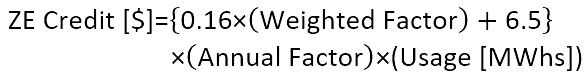 ZE Credit [$]={0.16×(Weighted Factor) + 6.5}
×(Annual Factor)×(Usage [MWhs])